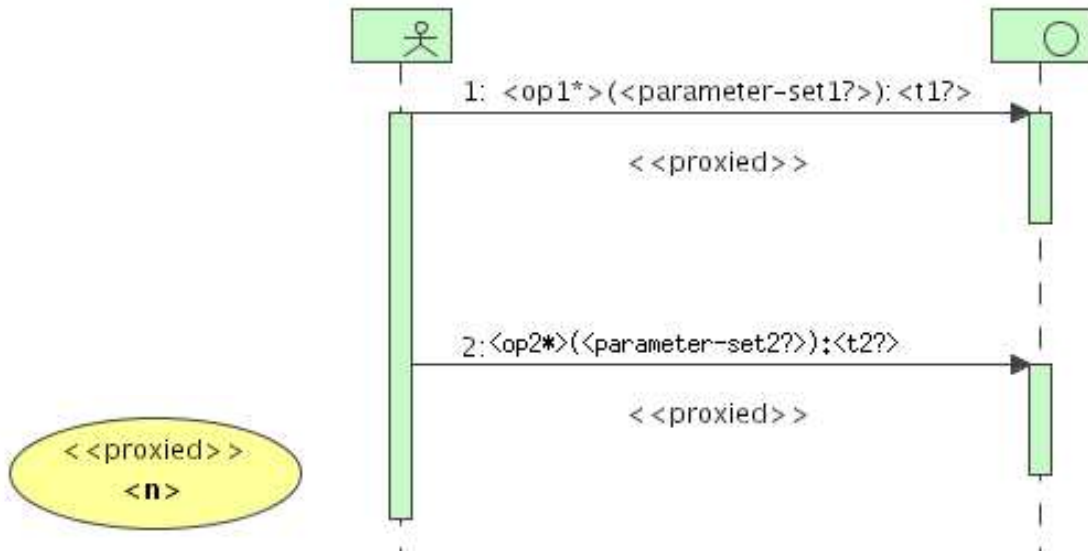 1: <op1*>(<parameter-set1?>):<t1?>
<<proxied>>
2:<op2*>(<parameter-set2?>):<t2?>
<<proxied>>
<<proxied>>
<n>